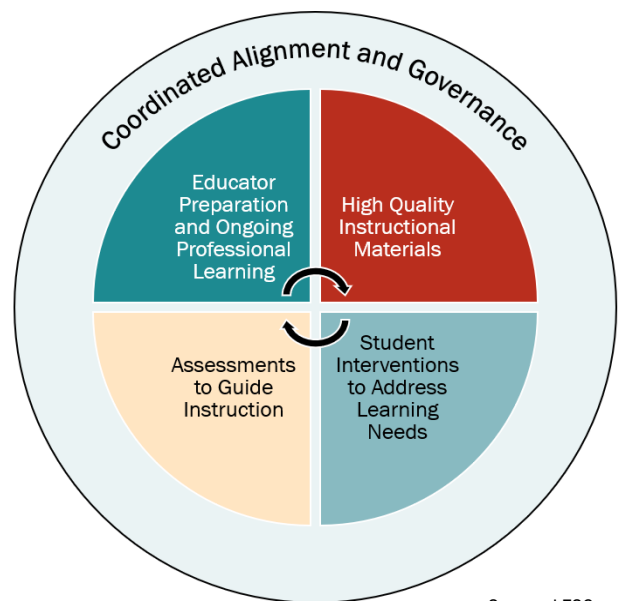 Coordinated Alignment and Governance
Educator
Preparation
and Ongoing
Professional
Learning
High Quality
Instructional
Materials
Assessments
to Guide
Instruction
Student
Interventions
to Address
Learning
Needs